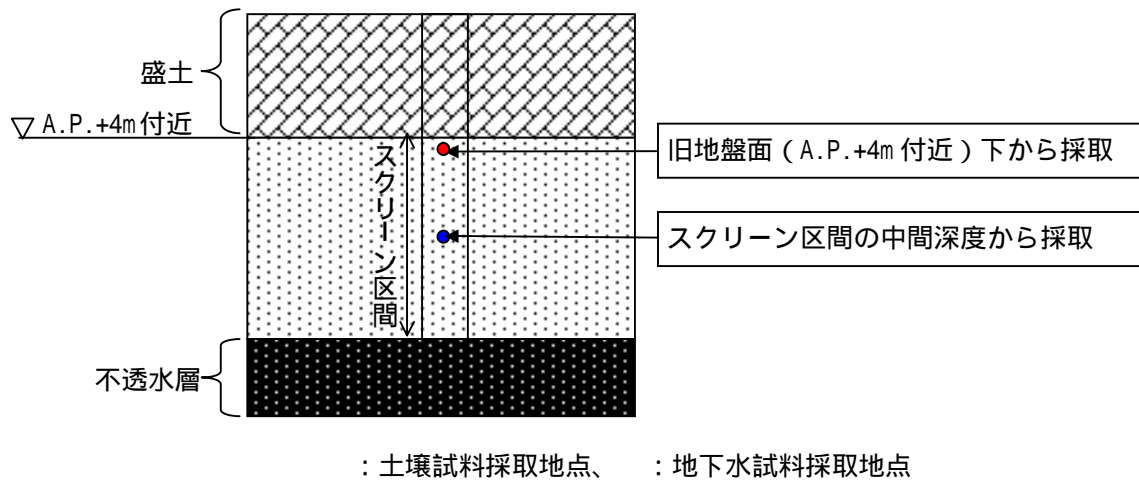 盛土
▽ A.P.+4m付近
スクリーン区間
旧地盤面(A.P.+4m付近)下から採取
スクリーン区間の中間深度から採取
不透水層
:土壌試料採取地点、 :地下水試料採取地点